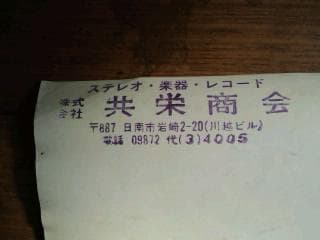 ステレオ・楽器・レコード
株式会社 共栄商会
〒887 日南市岩崎2-20(川越ビル)
電話 09872 代(3)4005